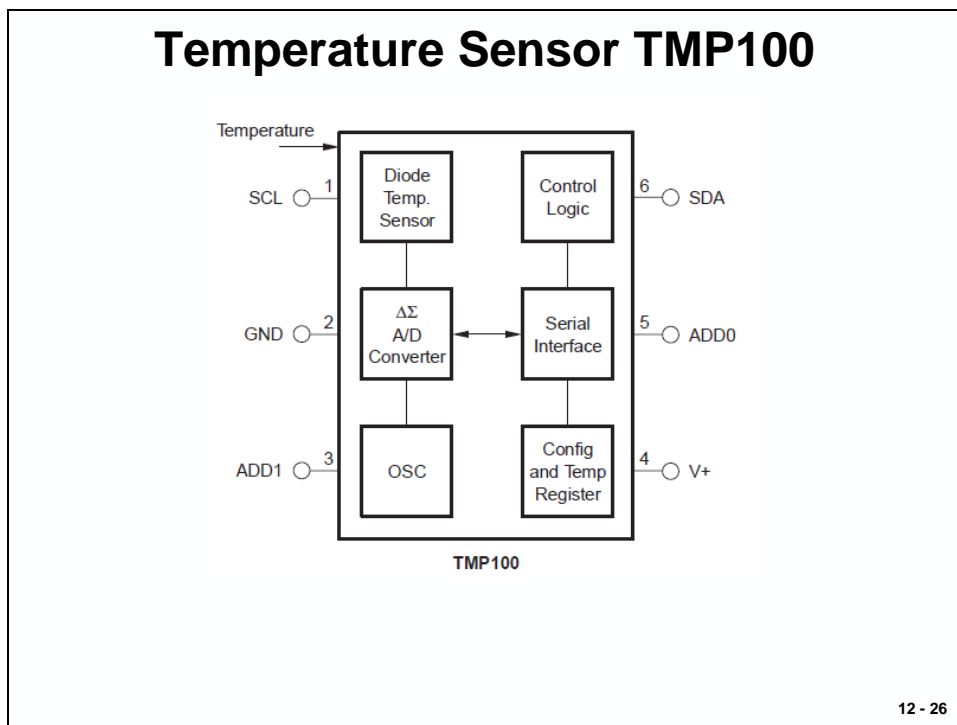 Temperature Sensor TMP100
Temperature
SCL
1
Diode
Temp.
Sensor
Control
Logic
6
SDA
GND
2
ΔΣ
A/D
Converter
Serial
Interface
5
ADD0
ADD1
3
OSC
Config
and Temp
Register
4
V+
TMP100
12 - 26